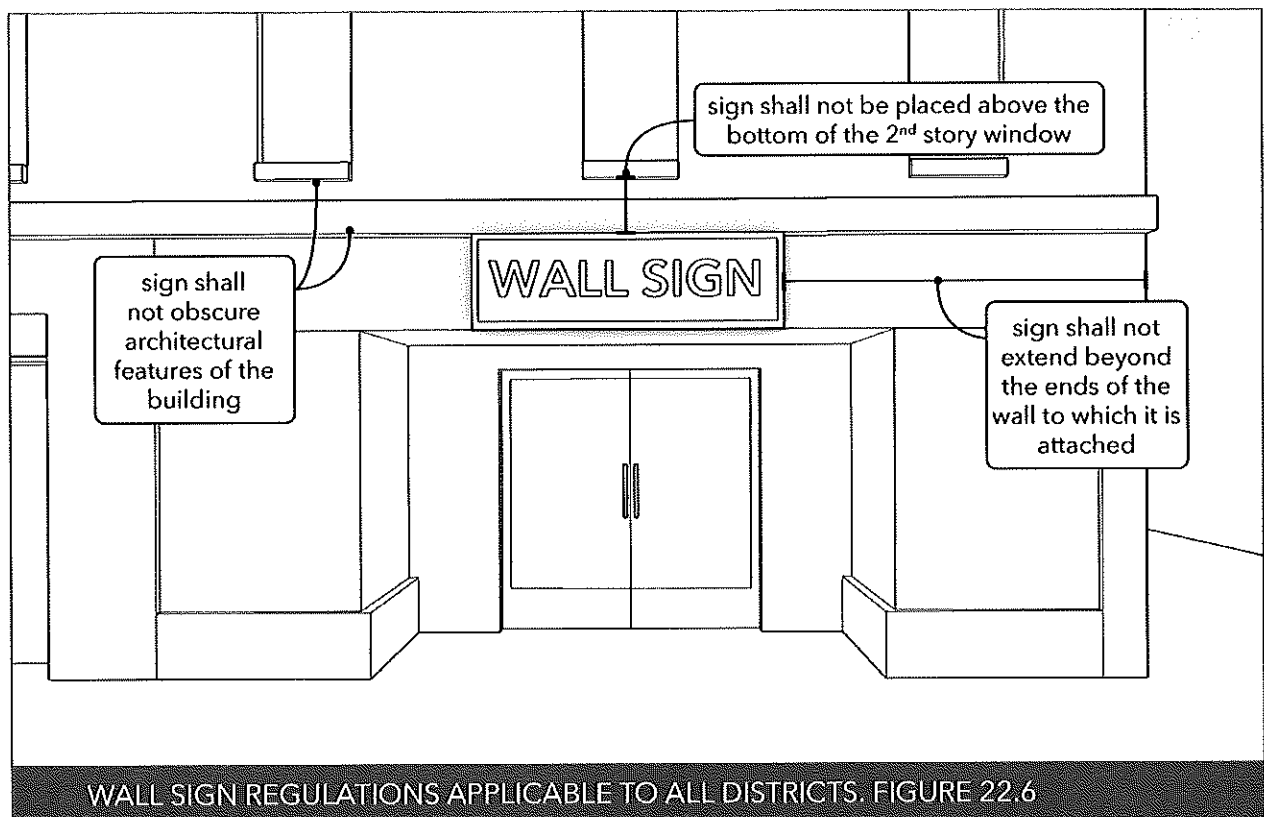 sign shall not be placed above the
bottom of the 2nd story window
WALL SIGN
sign shall
not obscure
architectural
features of the
building
sign shall not
extend beyond
the ends of the
wall to which it is
attached
WALL SIGN REGULATIONS APPLICABLE TO ALL DISTRICTS. FIGURE 22.6